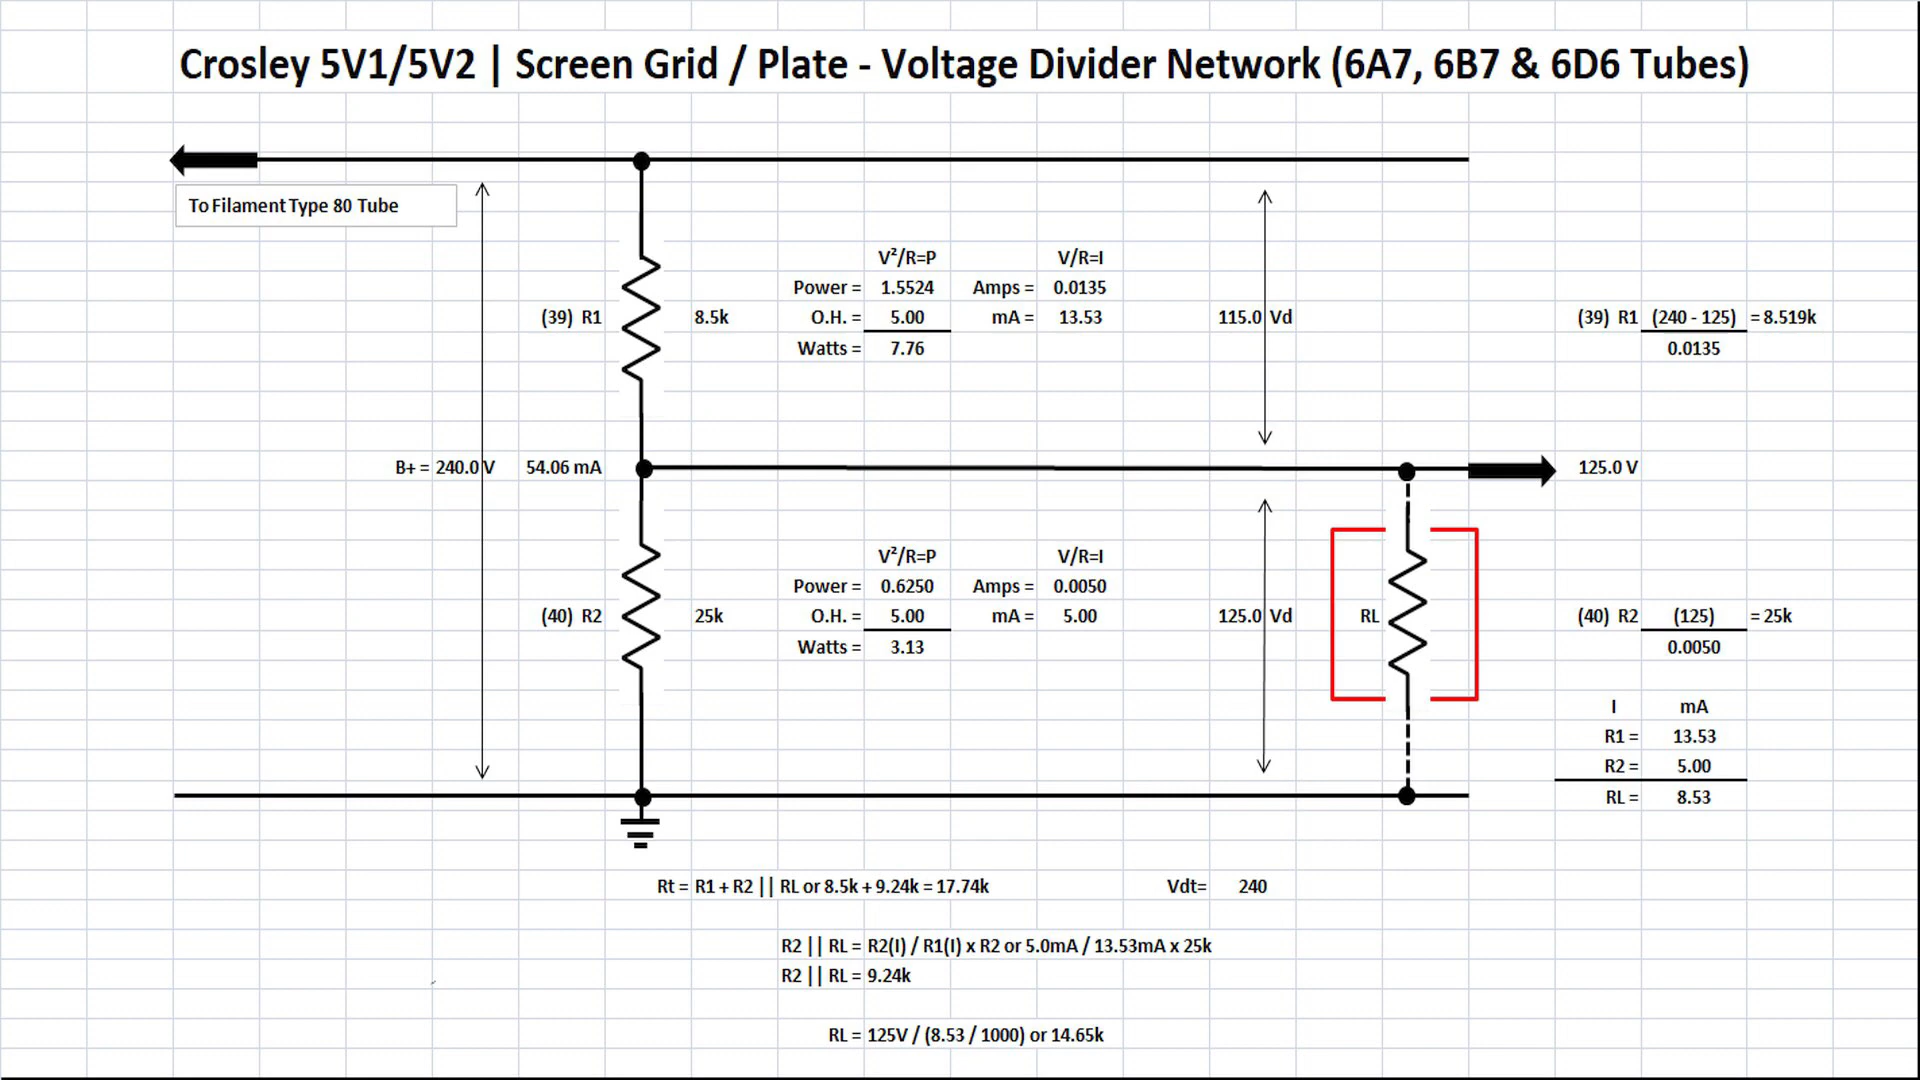 Crosley 5V1/5V2 | Screen Grid / Plate - Voltage Divider Network (6A7, 6B7 & 6D6 Tubes)
To Filament Type 80 Tube
V²/R=P V/R=I
Power = 1.5524 Amps = 0.0135
(39) R1 8.5k O.H. = 5.00 mA = 13.53 115.0 Vd (39) R1 (240 - 125) = 8.519k
Watts = 7.76 0.0135
B+ = 240.0 V 54.06 mA 125.0 V
V²/R=P V/R=I
Power = 0.6250 Amps = 0.0050
(40) R2 25k O.H. = 5.00 mA = 5.00 125.0 Vd RL (40) R2 (125) = 25k
Watts = 3.13 0.0050
I mA
R1 = 13.53
R2 = 5.00
RL = 8.53
Rt = R1 + R2 || RL or 8.5k + 9.24k = 17.74k Vdt= 240
R2 || RL = R2(I) / R1(I) x R2 or 5.0mA / 13.53mA x 25k
R2 || RL = 9.24k
RL = 125V / (8.53 / 1000) or 14.65k